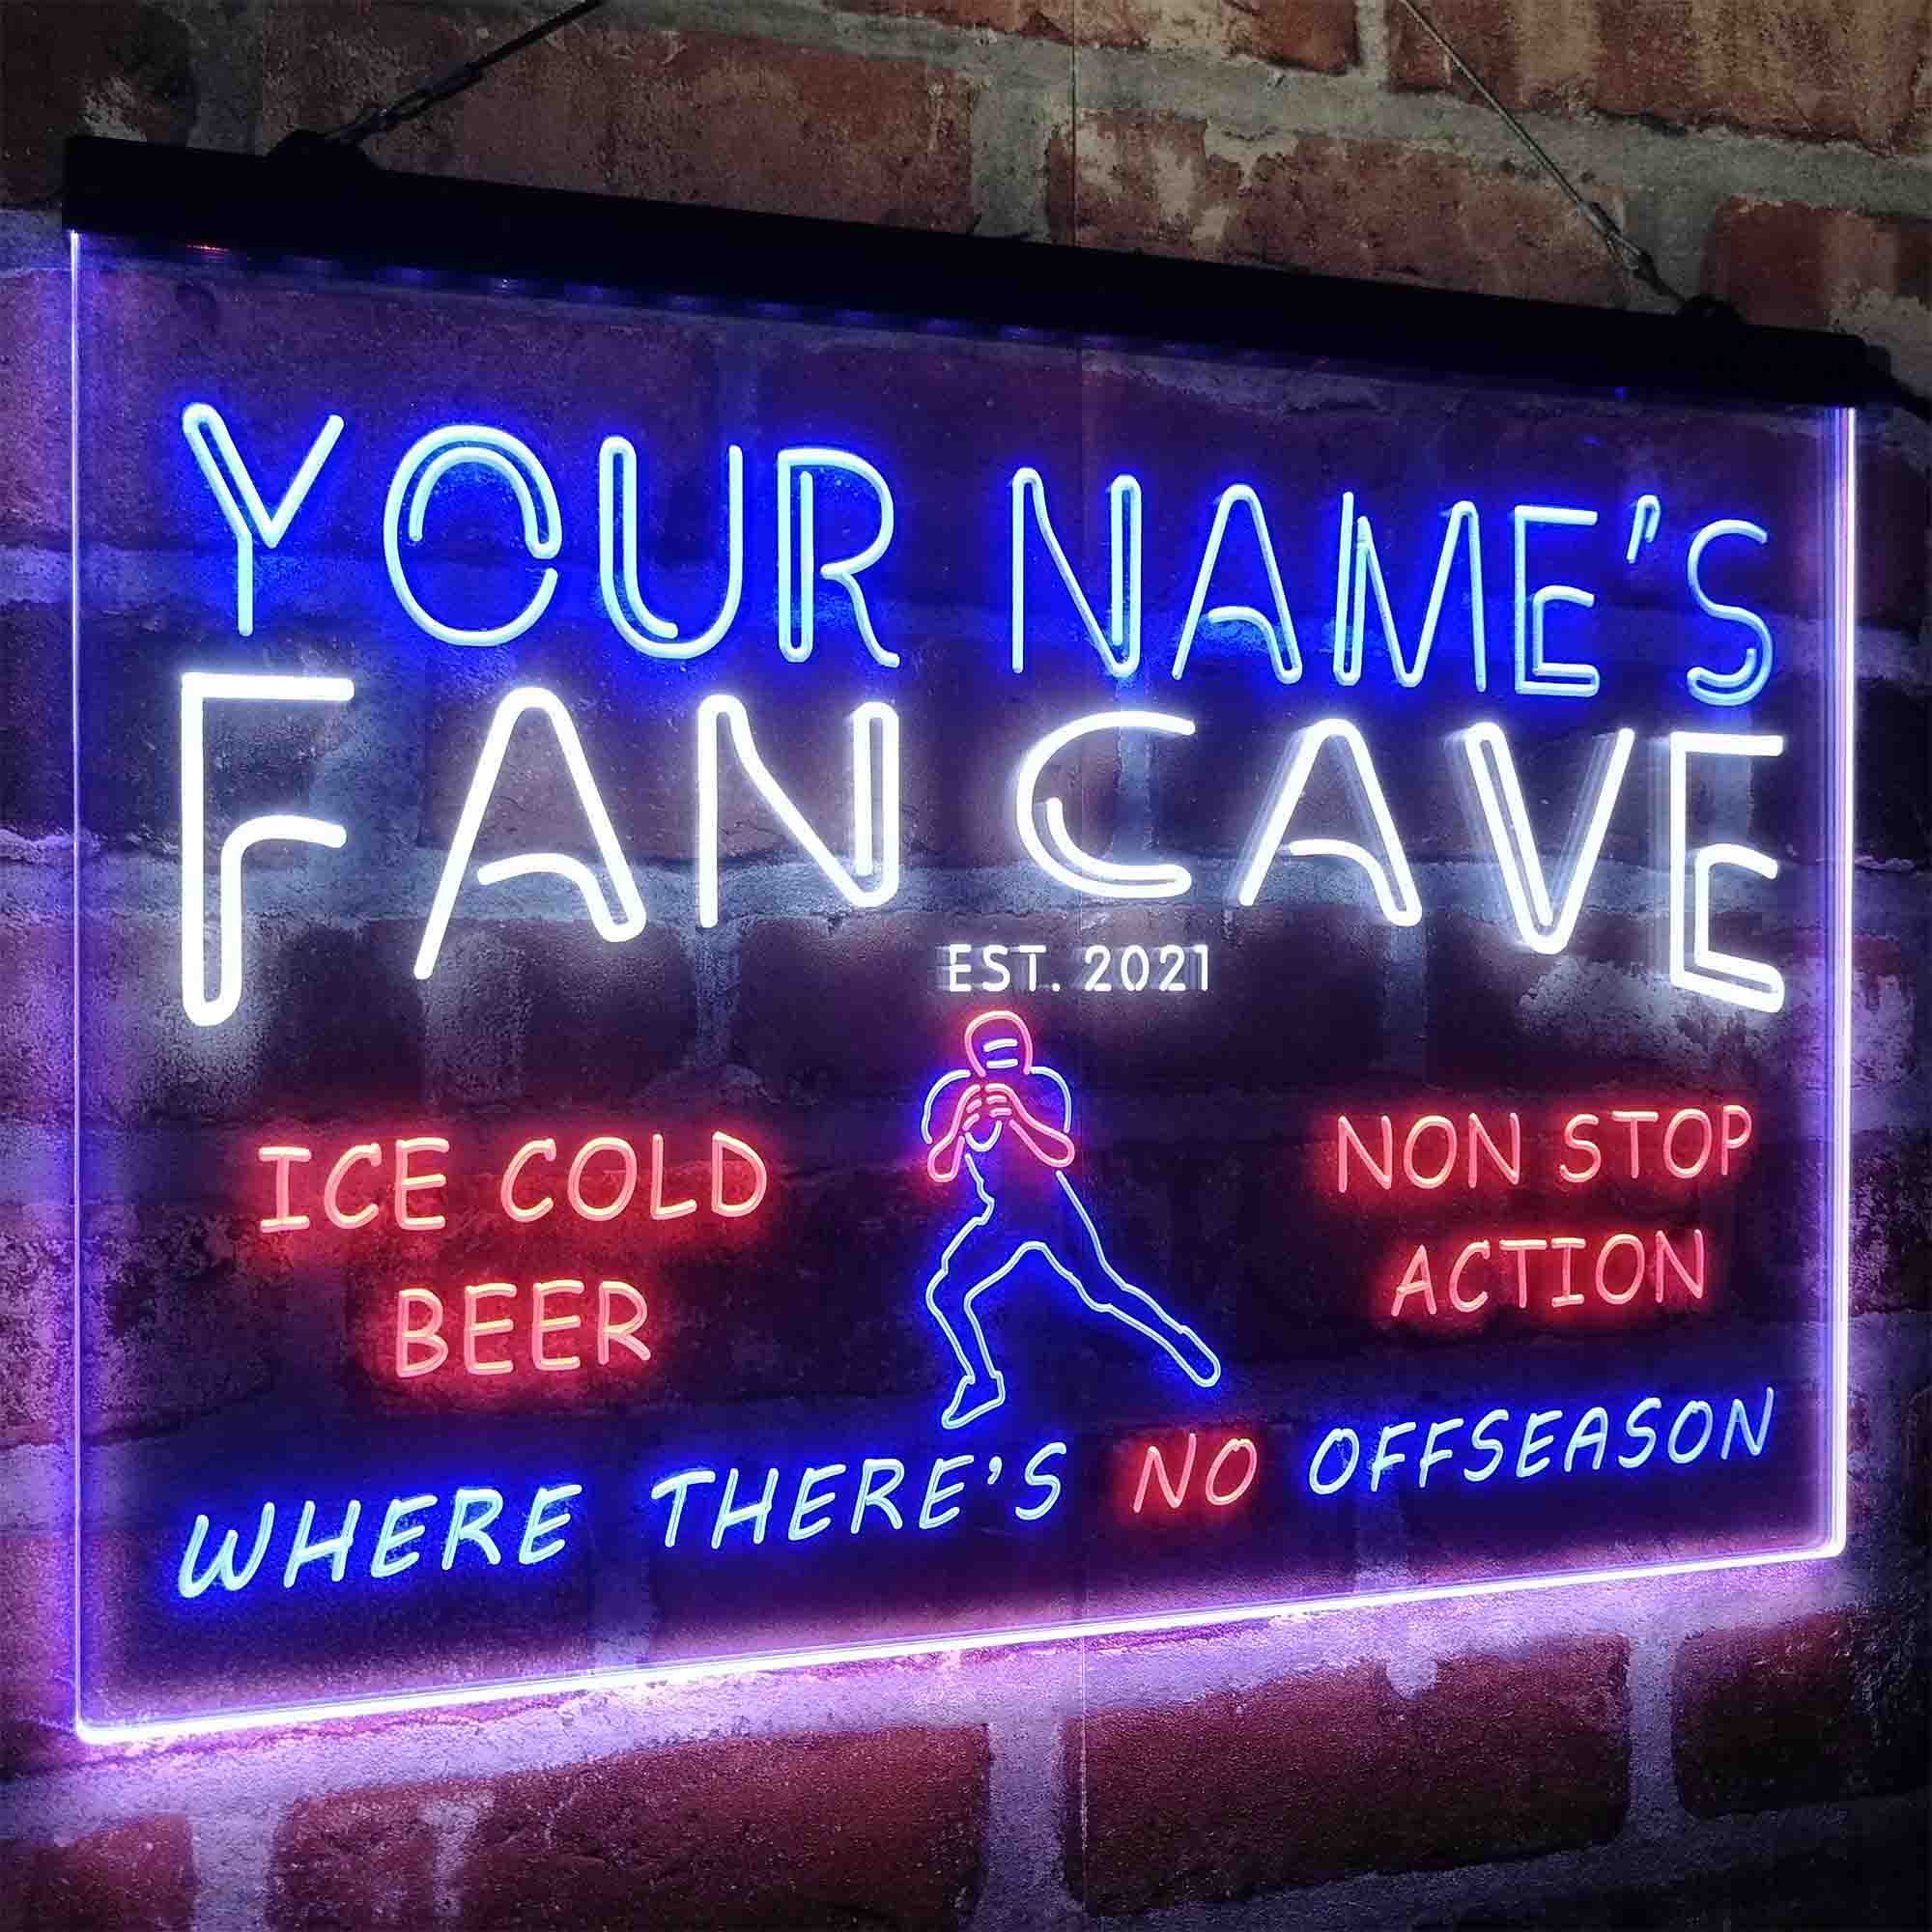 YOUR NAME'S
FAN CAVE
EST. 2021
ICE COLD
BEER
NON STOP
ACTION
WHERE THERE'S NO OFFSEASON